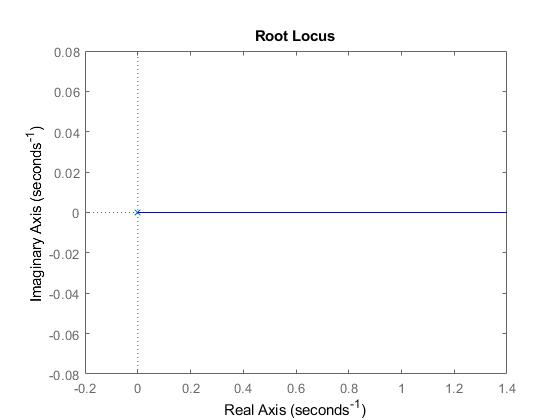 Root Locus
0.08
0.06
0.04
0.02
0
-0.02
-0.04
-0.06
-0.08
Imaginary Axis (seconds⁻¹)
-0.2 0 0.2 0.4 0.6 0.8 1 1.2 1.4
Real Axis (seconds⁻¹)